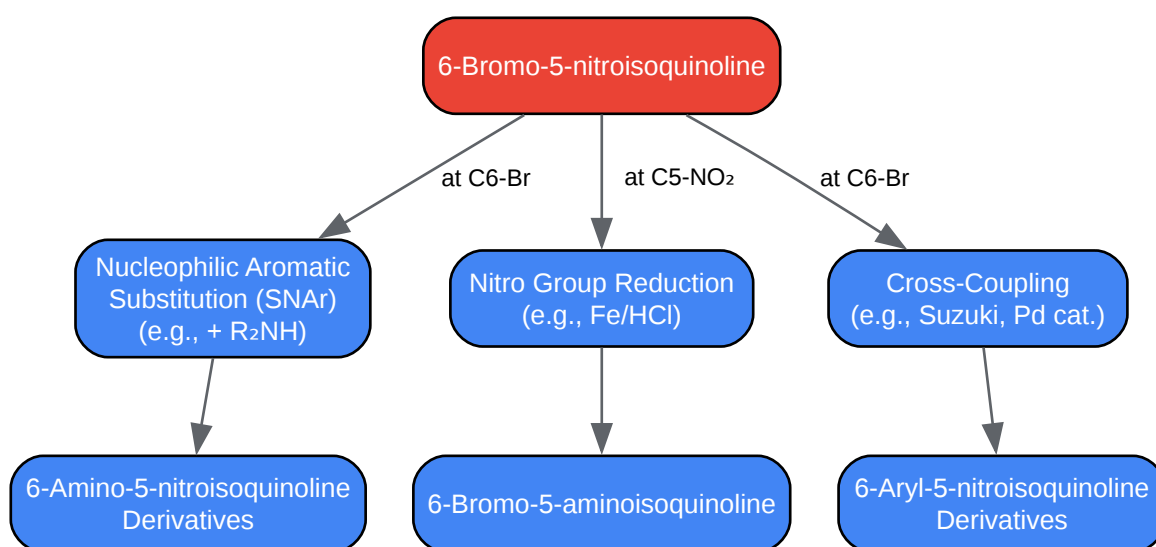 6-Bromo-5-nitroisoquinoline
at C6-Br
at C5-NO₂
at C6-Br
Nucleophilic Aromatic
Substitution (SNAr)
(e.g., + R₂NH)
Nitro Group Reduction
(e.g., Fe/HCl)
Cross-Coupling
(e.g., Suzuki, Pd cat.)
6-Amino-5-nitroisoquinoline
Derivatives
6-Bromo-5-aminoisoquinoline
6-Aryl-5-nitroisoquinoline
Derivatives